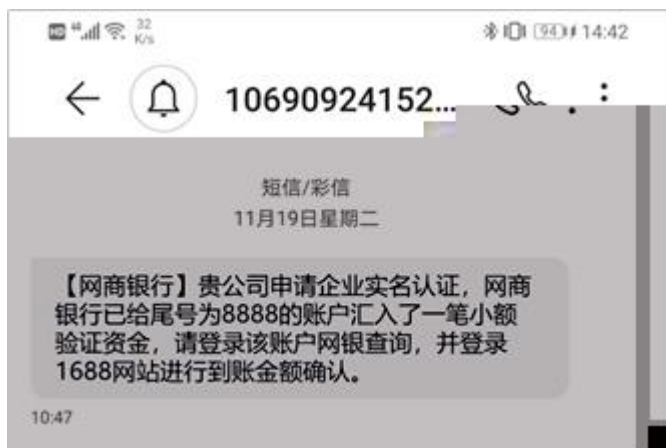 HD 4G 32 K/s 94 14:42
10690924152...
短信/彩信
11月19日星期二
【网商银行】贵公司申请企业实名认证，网商
银行已给尾号为8888的账户汇入了一笔小额
验证资金，请登录该账户网银查询，并登录
1688网站进行到账金额确认。
10:47